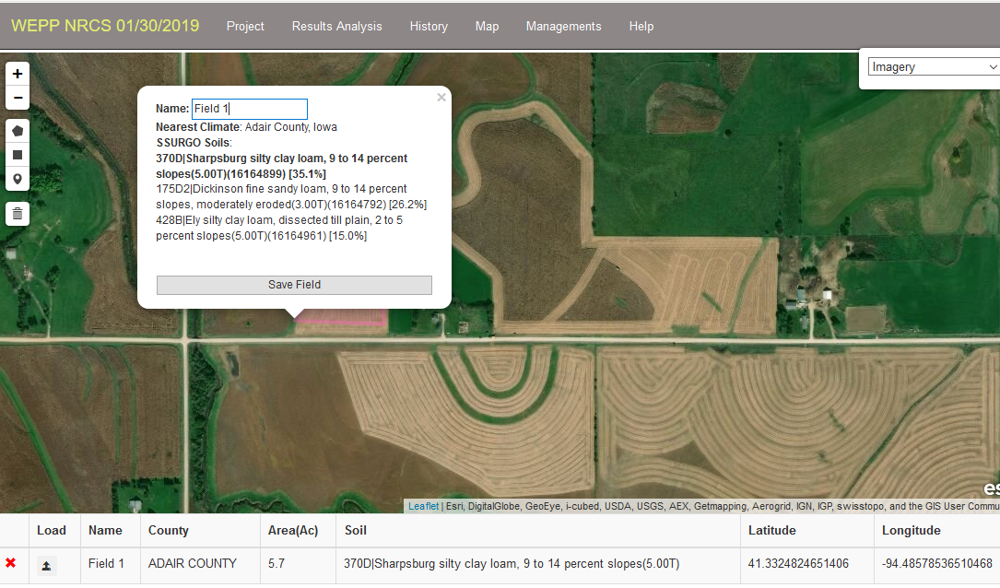 WEPP NRCS 01/30/2019 Project Results Analysis History Map Managements Help
Imagery
+
−
×
Name: Field 1
Nearest Climate: Adair County, Iowa
SSURGO Soils:
370D|Sharpsburg silty clay loam, 9 to 14 percent
slopes(5.00T)(16164899) [35.1%]
175D2|Dickinson fine sandy loam, 9 to 14 percent
slopes, moderately eroded(3.00T)(16164792) [26.2%]
428B|Ely silty clay loam, dissected till plain, 2 to 5
percent slopes(5.00T)(16164961) [15.0%]
Save Field
es
Leaflet | Esri, DigitalGlobe, GeoEye, i-cubed, USDA, USGS, AEX, Getmapping, Aerogrid, IGN, IGP, swisstopo, and the GIS User Commu
Load Name County Area(Ac) Soil Latitude Longitude
Field 1 ADAIR COUNTY 5.7 370D|Sharpsburg silty clay loam, 9 to 14 percent slopes(5.00T) 41.3324824651406 -94.48578536510468